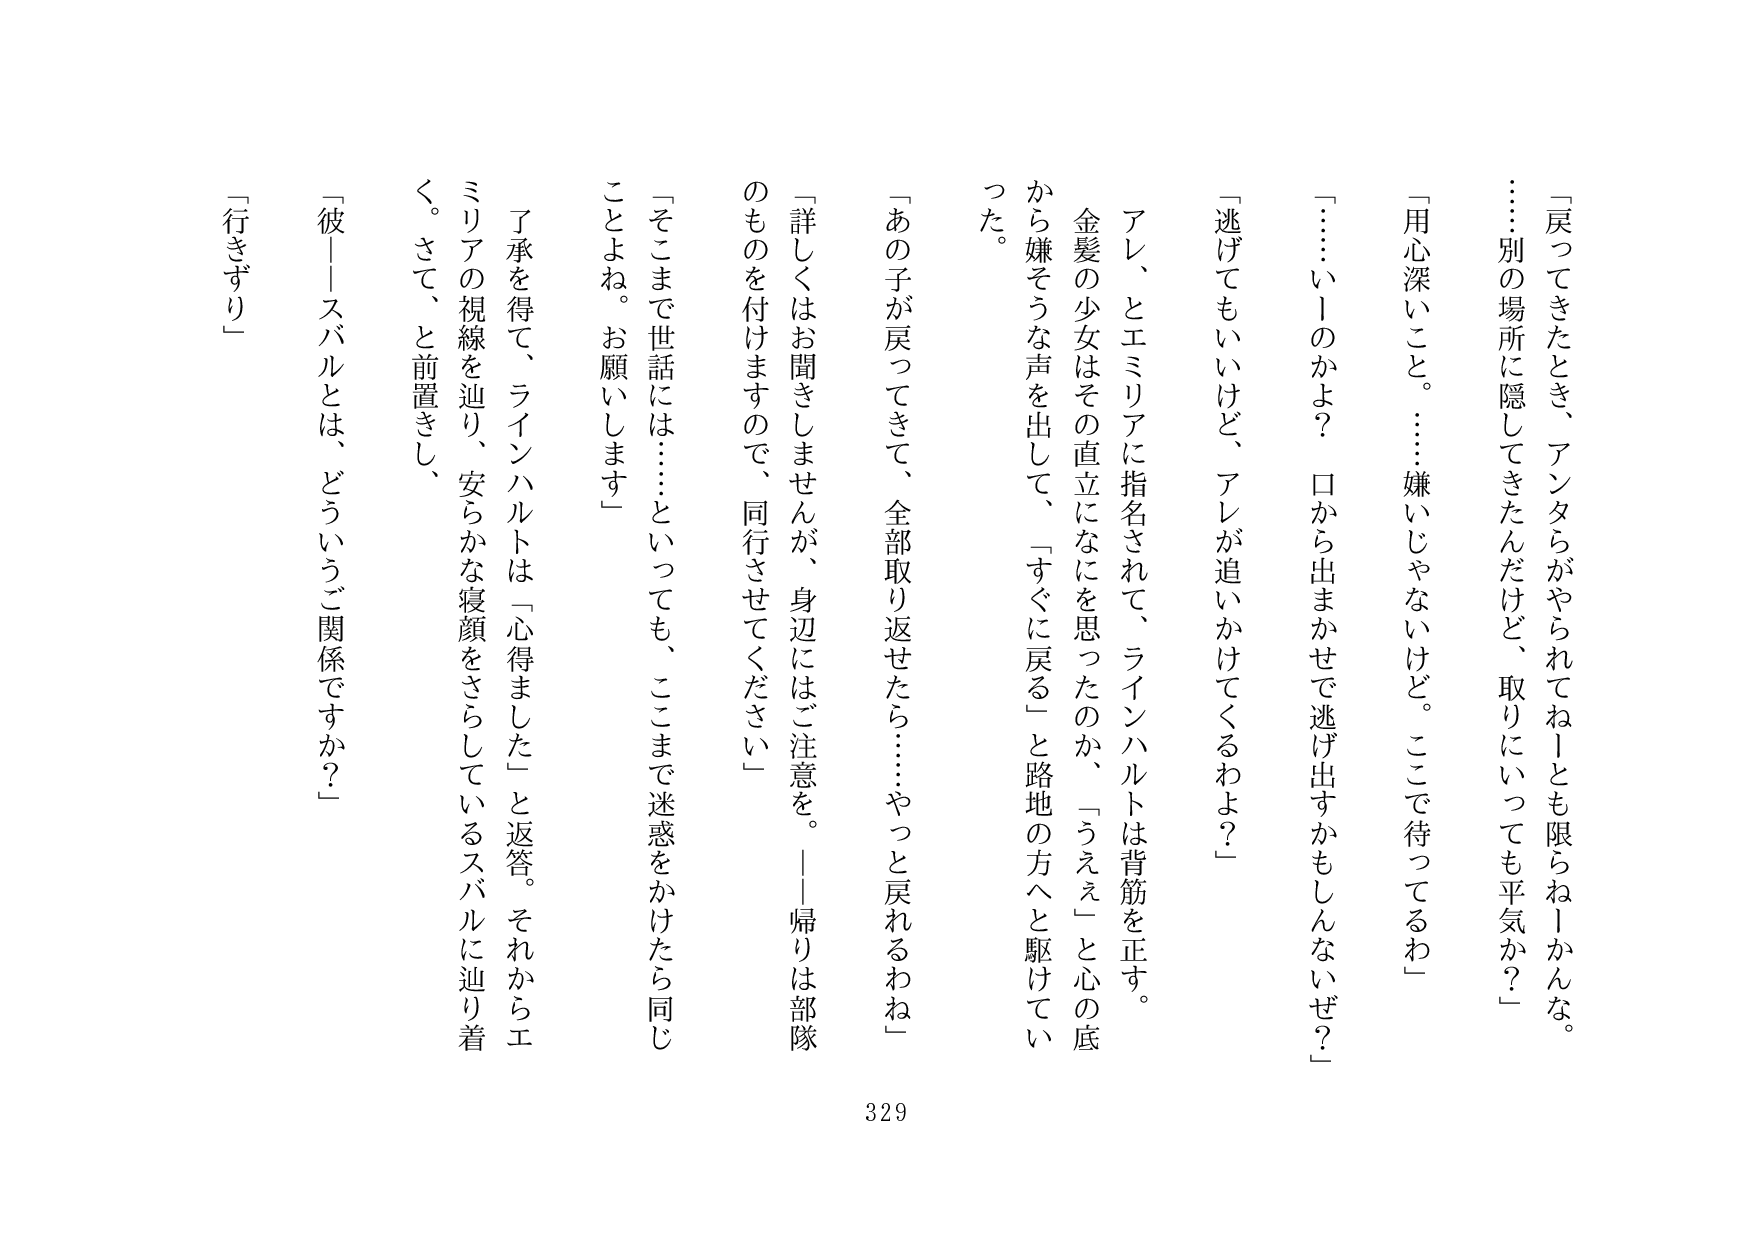 「戻ってきたとき、アンタらがやられてねーとも限らねーかんな。
……別の場所に隠してきたんだけど、取りにいっても平気か？」
「用心深いこと。……嫌いじゃないけど。ここで待ってるわ」
「……いーのかよ？　口から出まかせで逃げ出すかもしんないぜ？」
「逃げてもいいけど、アレが追いかけてくるわよ？」
　アレ、とエミリアに指名されて、ラインハルトは背筋を正す。
　金髪の少女はその直立になにを思ったのか、「うえぇ」と心の底
から嫌そうな声を出して、「すぐに戻る」と路地の方へと駆けてい
った。
「あの子が戻ってきて、全部取り返せたら……やっと戻れるわね」
「詳しくはお聞きしませんが、身辺にはご注意を。――帰りは部隊
のものを付けますので、同行させてください」
「そこまで世話には……といっても、ここまで迷惑をかけたら同じ
ことよね。お願いします」
　了承を得て、ラインハルトは「心得ました」と返答。それからエ
ミリアの視線を辿り、安らかな寝顔をさらしているスバルに辿り着
く。さて、と前置きし、
「彼――スバルとは、どういうご関係ですか？」
「行きずり」
329